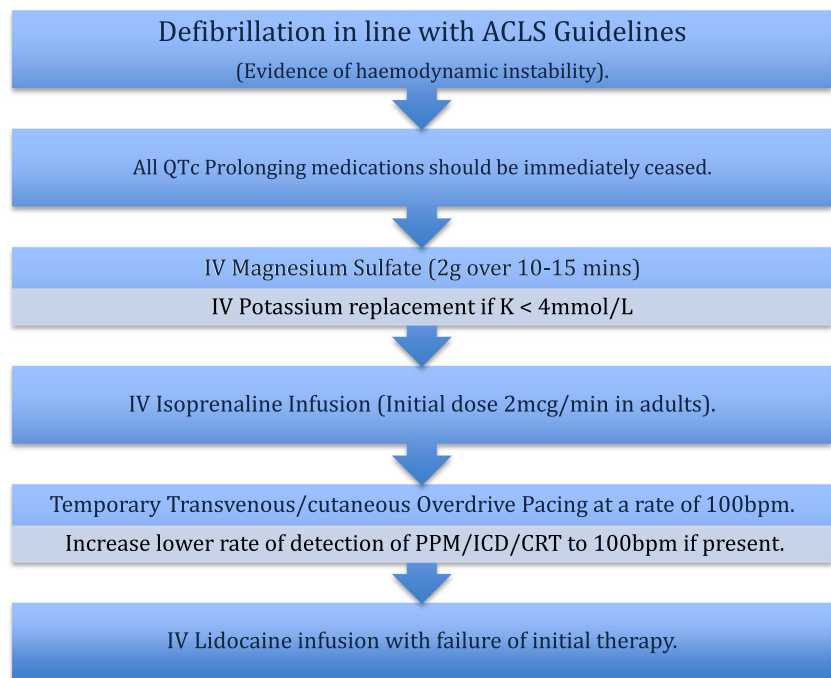 Defibrillation in line with ACLS Guidelines
(Evidence of haemodynamic instability).
All QTc Prolonging medications should be immediately ceased.
IV Magnesium Sulfate (2g over 10-15 mins)
IV Potassium replacement if K < 4mmol/L
IV Isoprenaline Infusion (Initial dose 2mcg/min in adults).
Temporary Transvenous/cutaneous Overdrive Pacing at a rate of 100bpm.
Increase lower rate of detection of PPM/ICD/CRT to 100bpm if present.
IV Lidocaine infusion with failure of initial therapy.